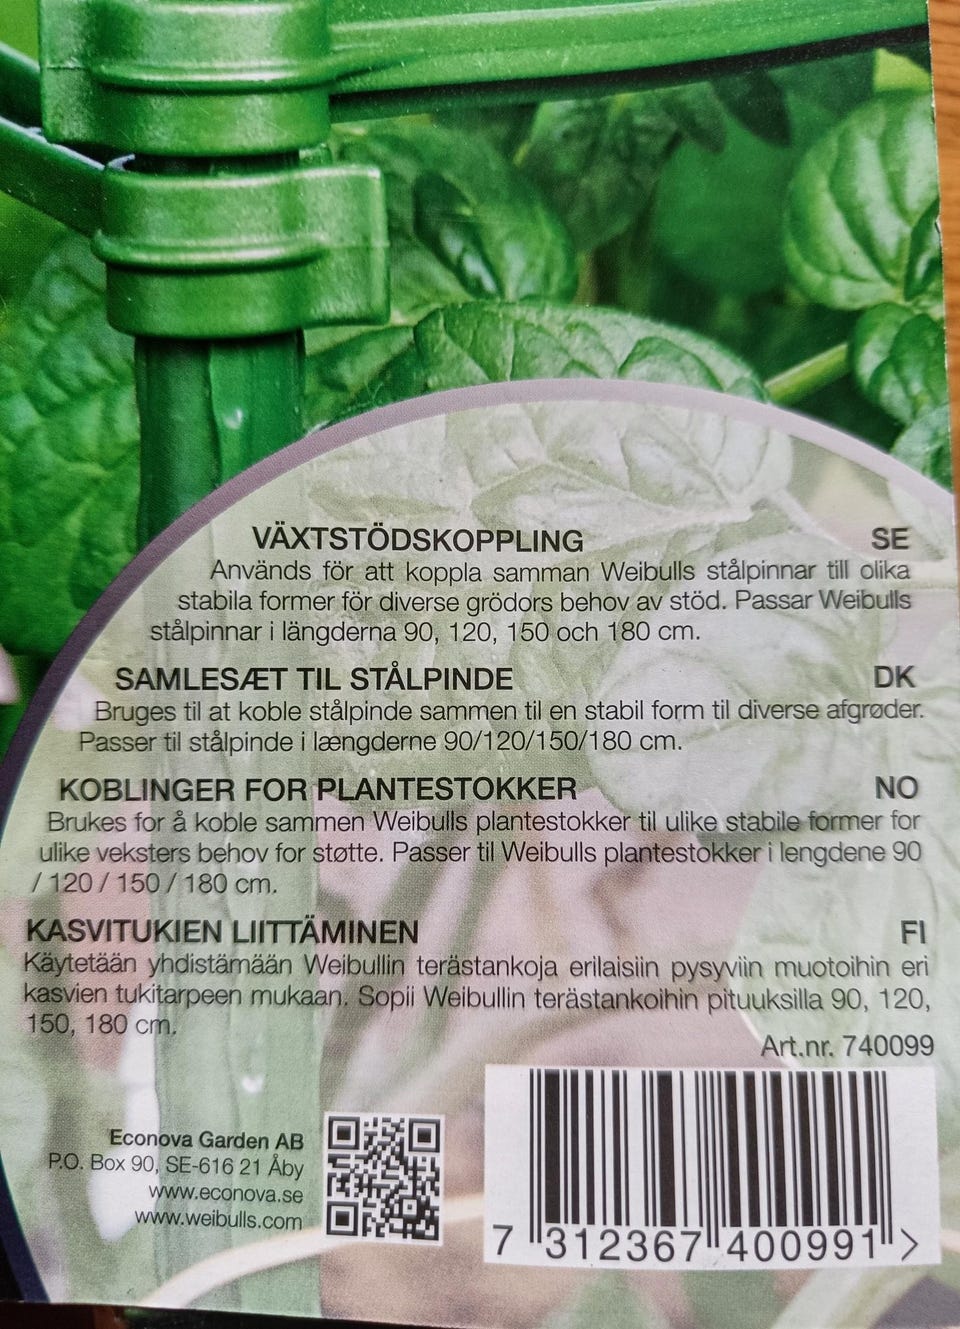 VÄXTSTÖDSKOPPLING SE
Används för att koppla samman Weibulls stålpinnar till olika
stabila former för diverse grödors behov av stöd. Passar Weibulls
stålpinnar i längderna 90, 120, 150 och 180 cm.
SAMLESÆT TIL STÅLPINDE DK
Bruges til at koble stålpinde sammen til en stabil form til diverse afgrøder.
Passer til stålpinde i længderne 90/120/150/180 cm.
KOBLINGER FOR PLANTESTOKKER NO
Brukes for å koble sammen Weibulls plantestokker til ulike stabile former for
ulike veksters behov for støtte. Passer til Weibulls plantestokker i lengdene 90
/ 120 / 150 / 180 cm.
KASVITUKIEN LIITTÄMINEN FI
Käytetään yhdistämään Weibullin terästankoja erilaisiin pysyviin muotoihin eri
kasvien tukitarpeen mukaan. Sopii Weibullin terästankoihin pituuksilla 90, 120,
150, 180 cm.
Art.nr. 740099
Econova Garden AB
P.O. Box 90, SE-616 21 Åby
www.econova.se
www.weibulls.com
7 312367 400991 >